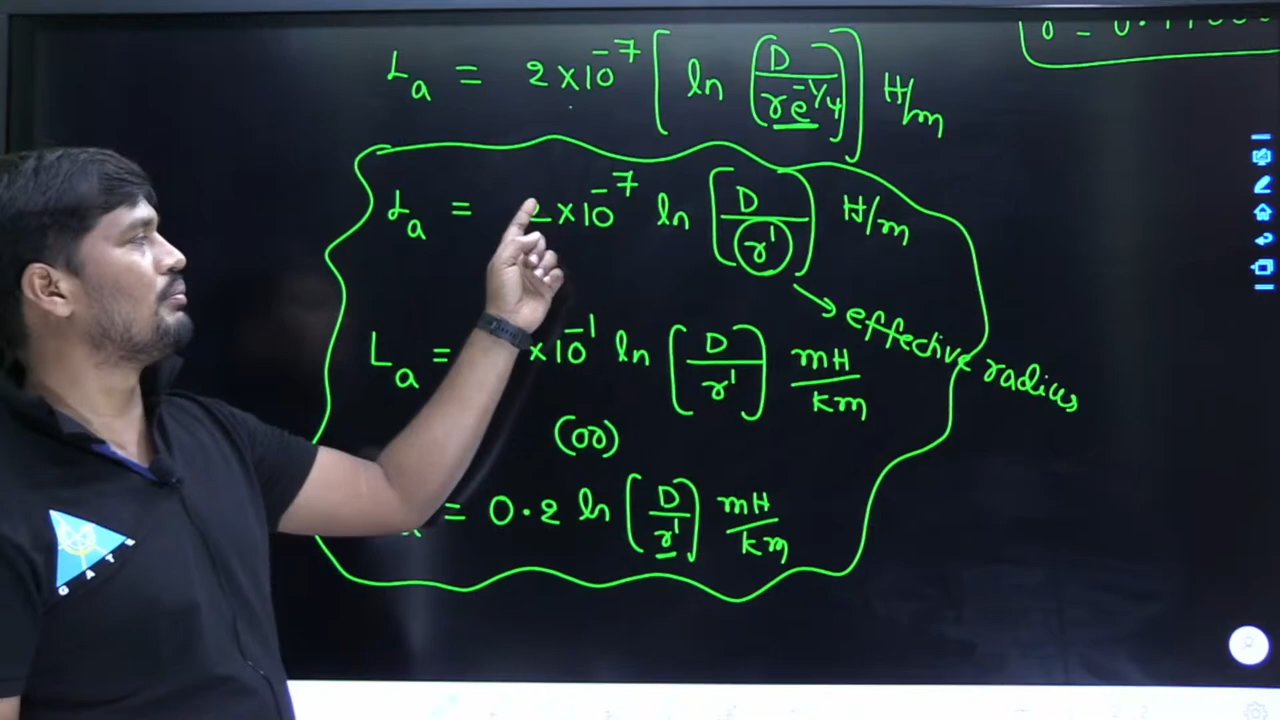 La = 2×10⁻⁷ [ ln ( D / re^-1/4 ) ] H/m
La = 2×10⁻⁷ ln [ D / r' ] H/m
→ effective radius
La = ×10⁻¹ ln [ D / r' ] mH/km
(or)
= 0.2 ln ( D / r' ) mH/km
GATE